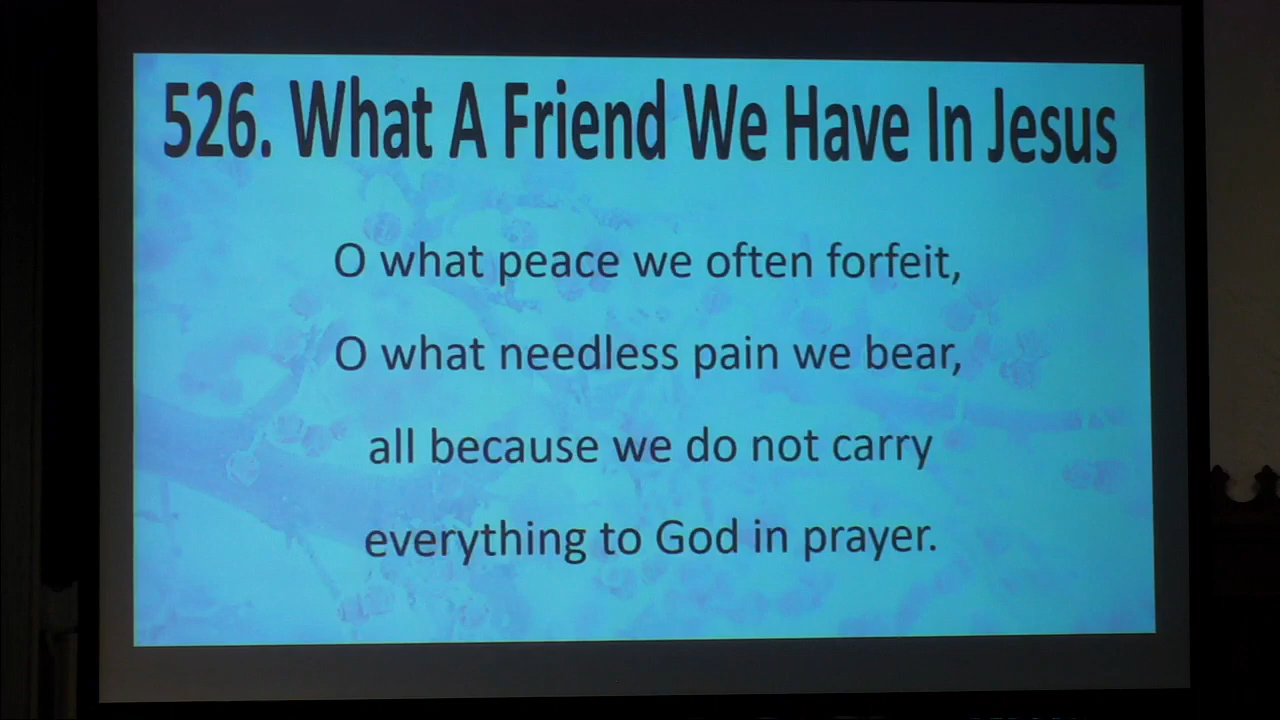 526. What A Friend We Have In Jesus
O what peace we often forfeit,
O what needless pain we bear,
all because we do not carry
everything to God in prayer.